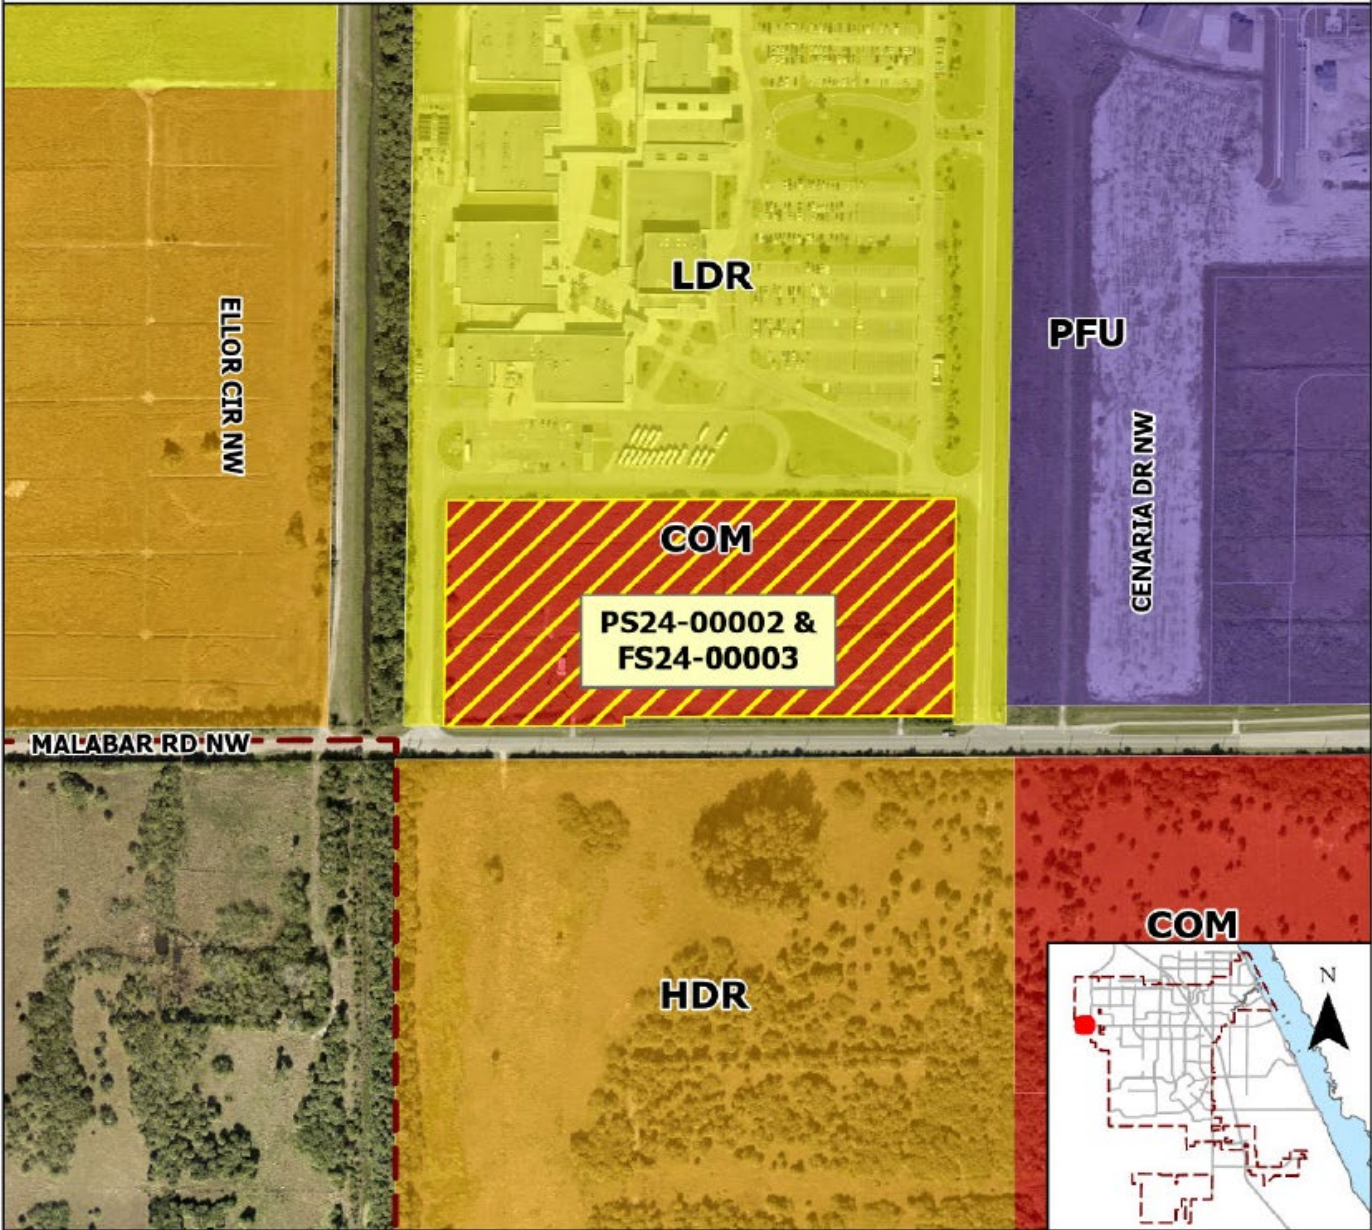 LDR
PFU
ELLOR CIR NW
CENARIA DR NW
COM
PS24-00002 &
FS24-00003
MALABAR RD NW
COM
HDR
N